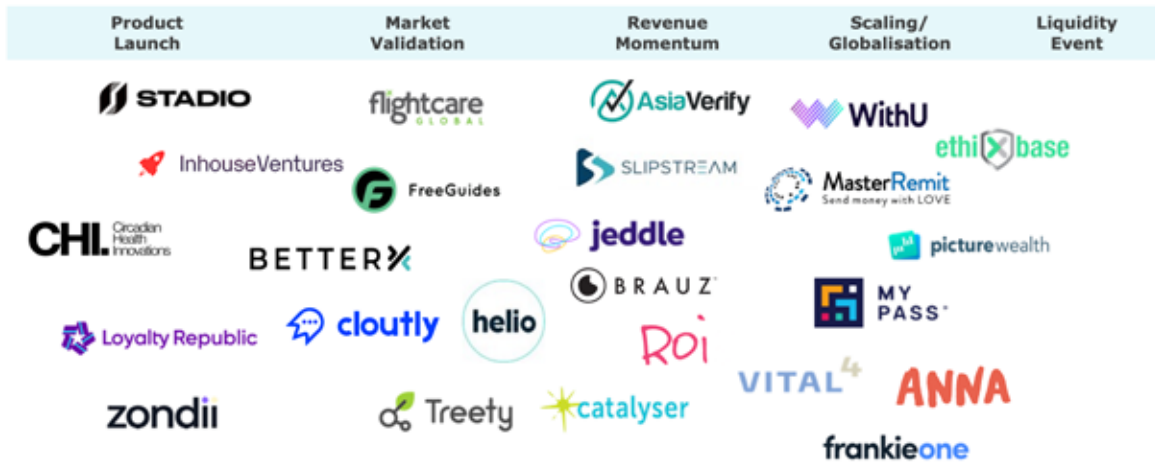 Product Launch
Market Validation
Revenue Momentum
Scaling/ Globalisation
Liquidity Event
STADIO
flightcare GLOBAL
AsiaVerify
WithU
ethiXbase
InhouseVentures
FreeGuides
SLIPSTREAM
MasterRemit
Send money with LOVE
CHI. Circadian Health Innovations
BETTERX
jeddle
picturewealth
BRAUZ
MY PASS
Loyalty Republic
cloutly
helio
ROi
VITAL4
ANNA
zondii
Treety
catalyser
frankieone